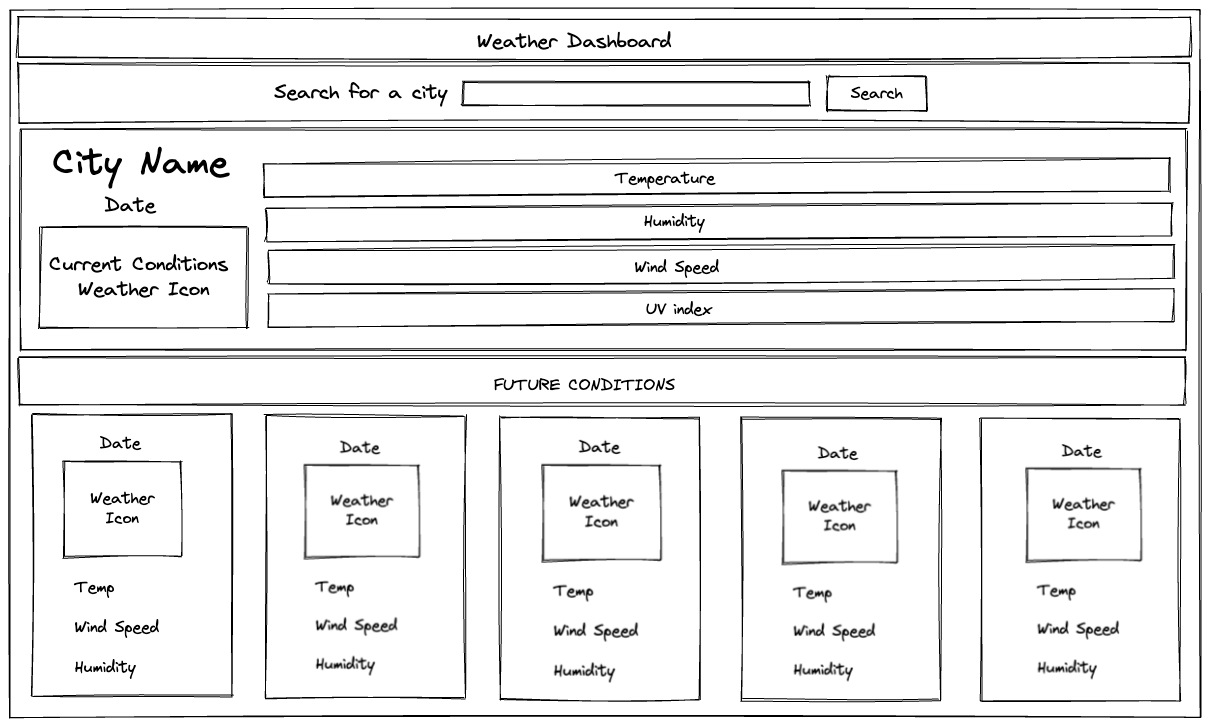 Weather Dashboard
Search for a city
Search
City Name
Date
Current Conditions
Weather Icon
Temperature
Humidity
Wind Speed
UV index
FUTURE CONDITIONS
Date
Weather
Icon
Temp
Wind Speed
Humidity
Date
Weather
Icon
Temp
Wind Speed
Humidity
Date
Weather
Icon
Temp
Wind Speed
Humidity
Date
Weather
Icon
Temp
Wind Speed
Humidity
Date
Weather
Icon
Temp
Wind Speed
Humidity